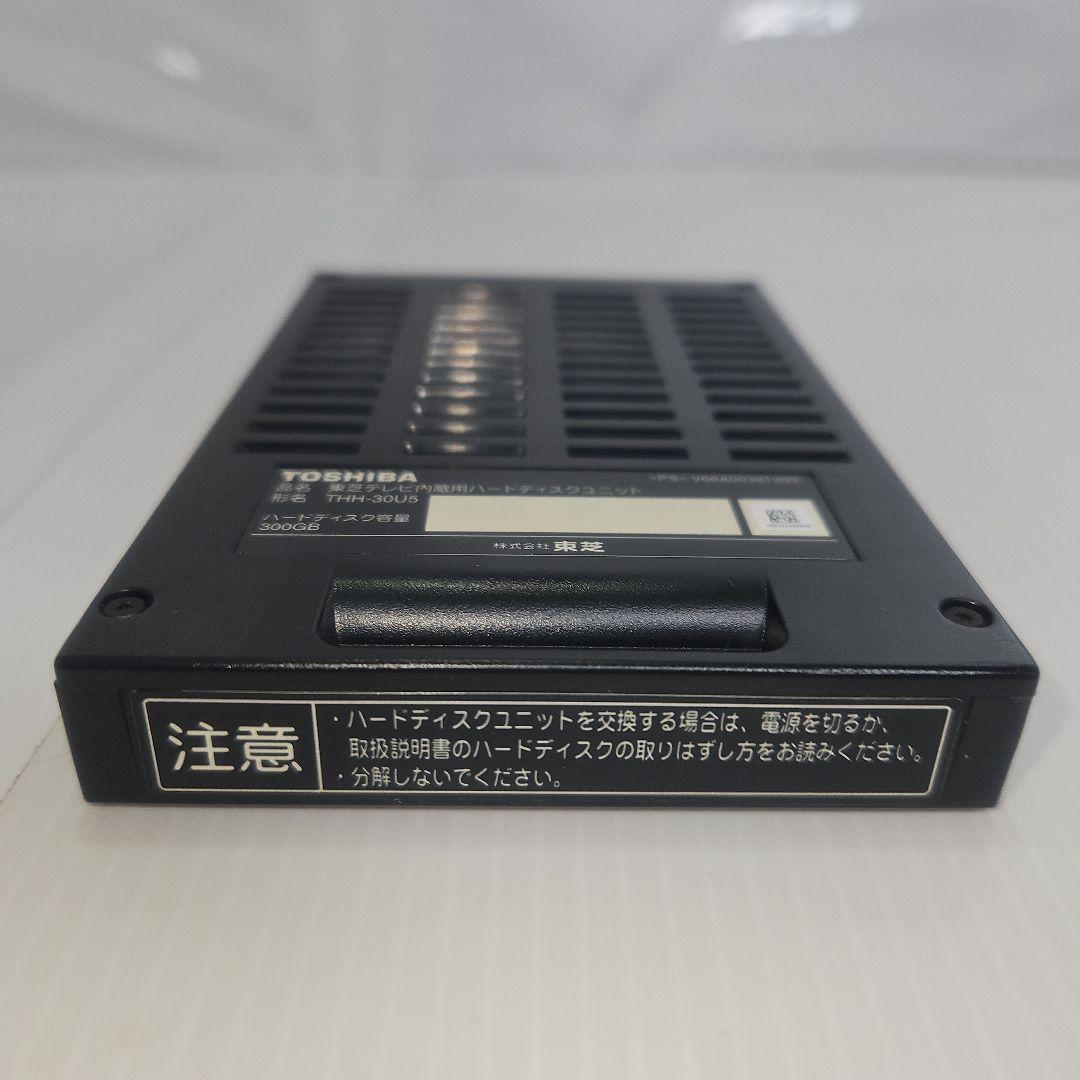 TOSHIBA
品名 東芝テレビ内蔵用ハードディスクユニット
形名 THH-30U5
>PS< V60A00301200
ハードディスク容量
300GB
株式会社 東芝
注意
・ハードディスクユニットを交換する場合は、電源を切るか、
取扱説明書のハードディスクの取りはずし方をお読みください。
・分解しないでください。